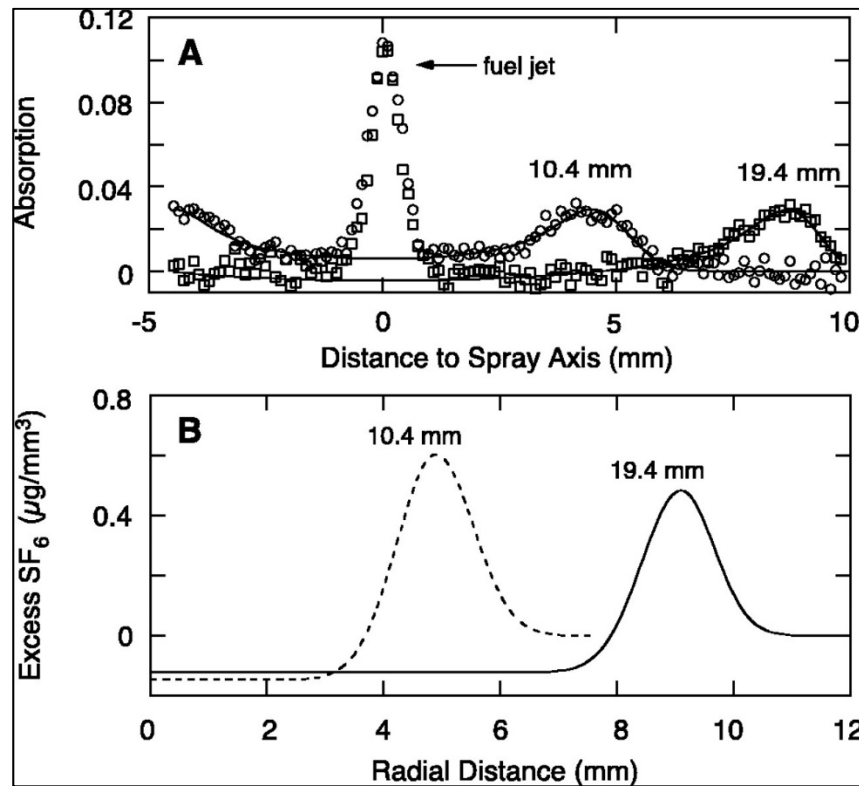 0.12
A
fuel jet
0.08
Absorption
10.4 mm
19.4 mm
0.04
0
-5
0
5
10
Distance to Spray Axis (mm)
0.8
B
10.4 mm
19.4 mm
Excess SF6 (µg/mm³)
0.4
0
0
2
4
6
8
10
12
Radial Distance (mm)